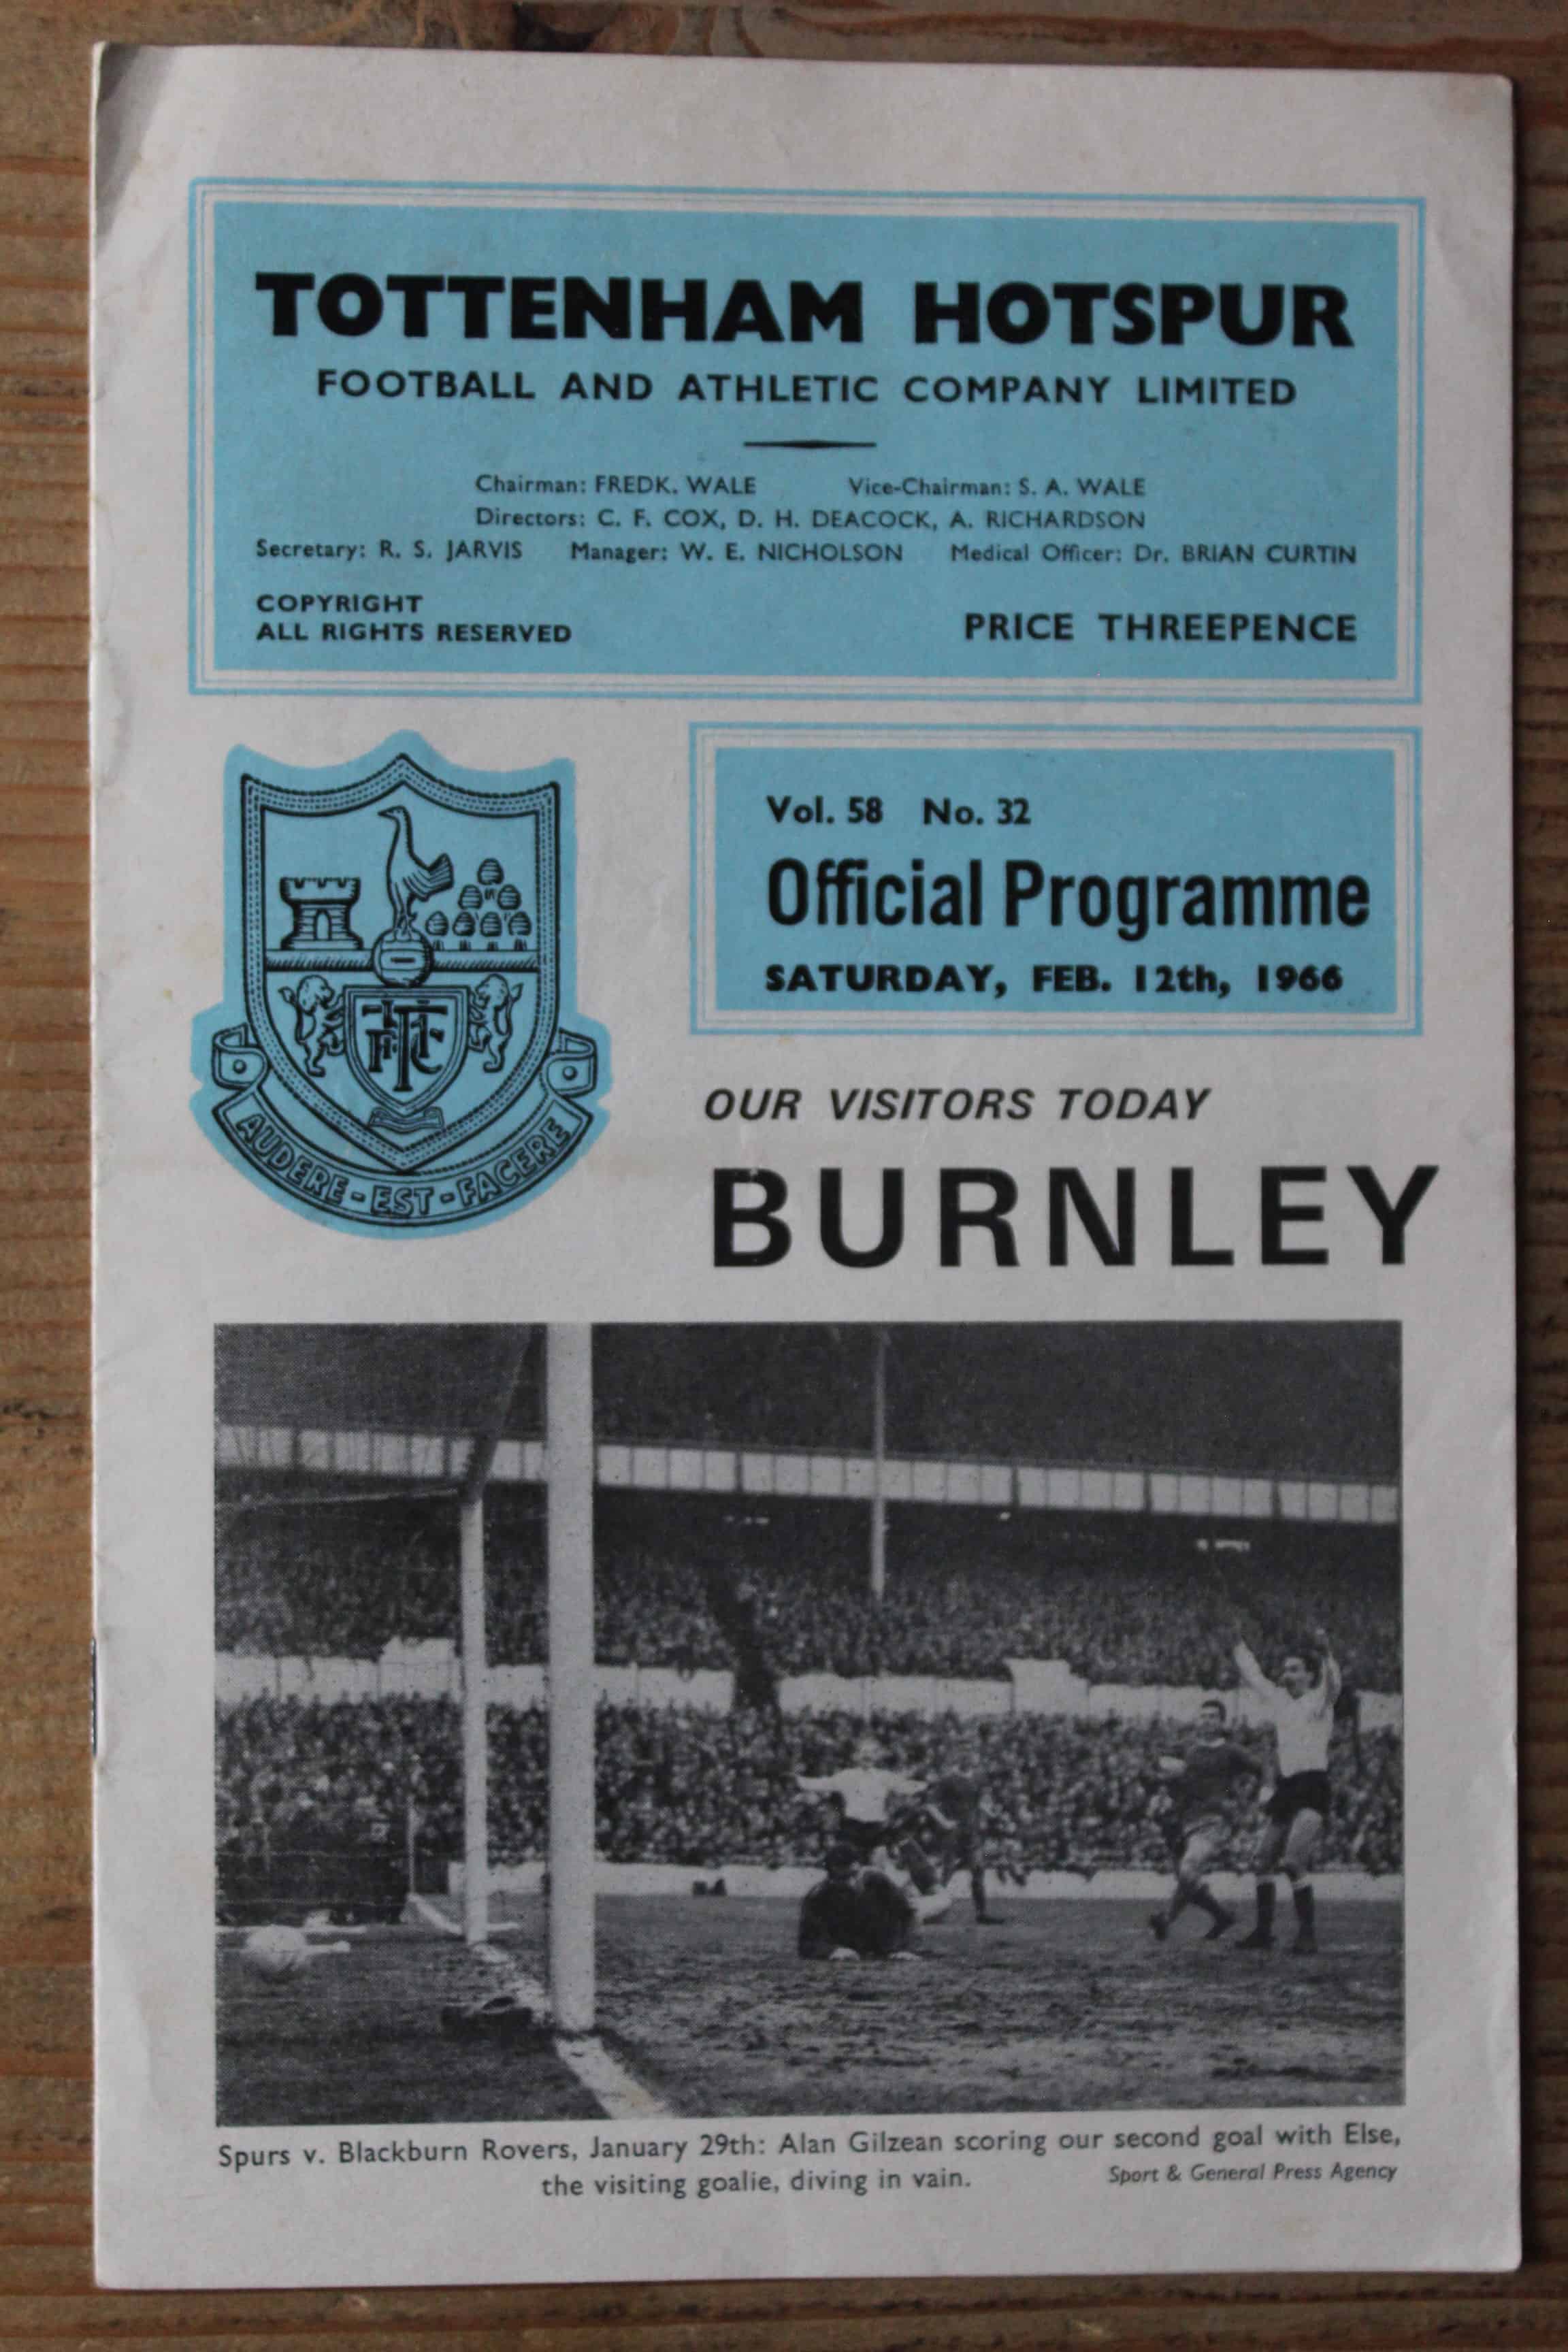 TOTTENHAM HOTSPUR
FOOTBALL AND ATHLETIC COMPANY LIMITED
Chairman: FREDK. WALE Vice-Chairman: S. A. WALE
Directors: C. F. COX, D. H. DEACOCK, A. RICHARDSON
Secretary: R. S. JARVIS Manager: W. E. NICHOLSON Medical Officer: Dr. BRIAN CURTIN
COPYRIGHT
ALL RIGHTS RESERVED
PRICE THREEPENCE
Vol. 58 No. 32
Official Programme
SATURDAY, FEB. 12th, 1966
AUDERE-EST-FACERE
OUR VISITORS TODAY
BURNLEY
Spurs v. Blackburn Rovers, January 29th: Alan Gilzean scoring our second goal with Else,
the visiting goalie, diving in vain. Sport & General Press Agency